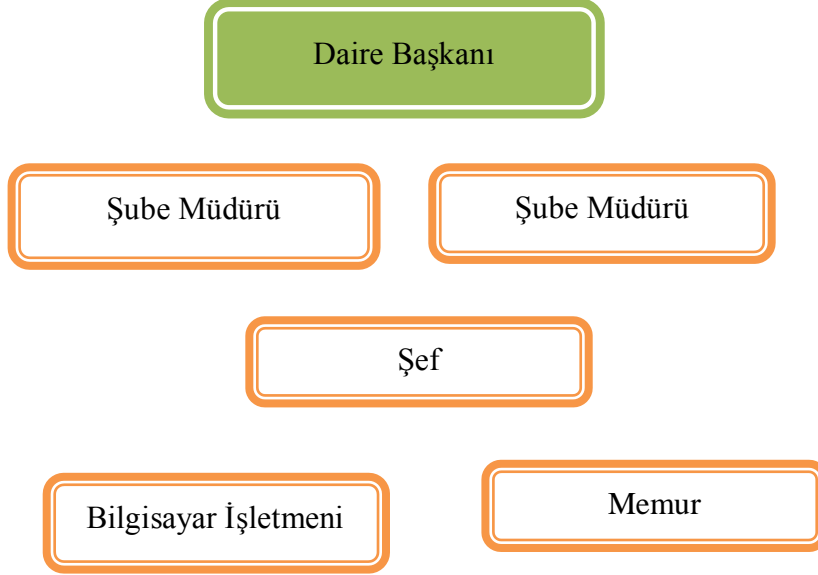 Daire Başkanı
Şube Müdürü
Şube Müdürü
Şef
Bilgisayar İşletmeni
Memur